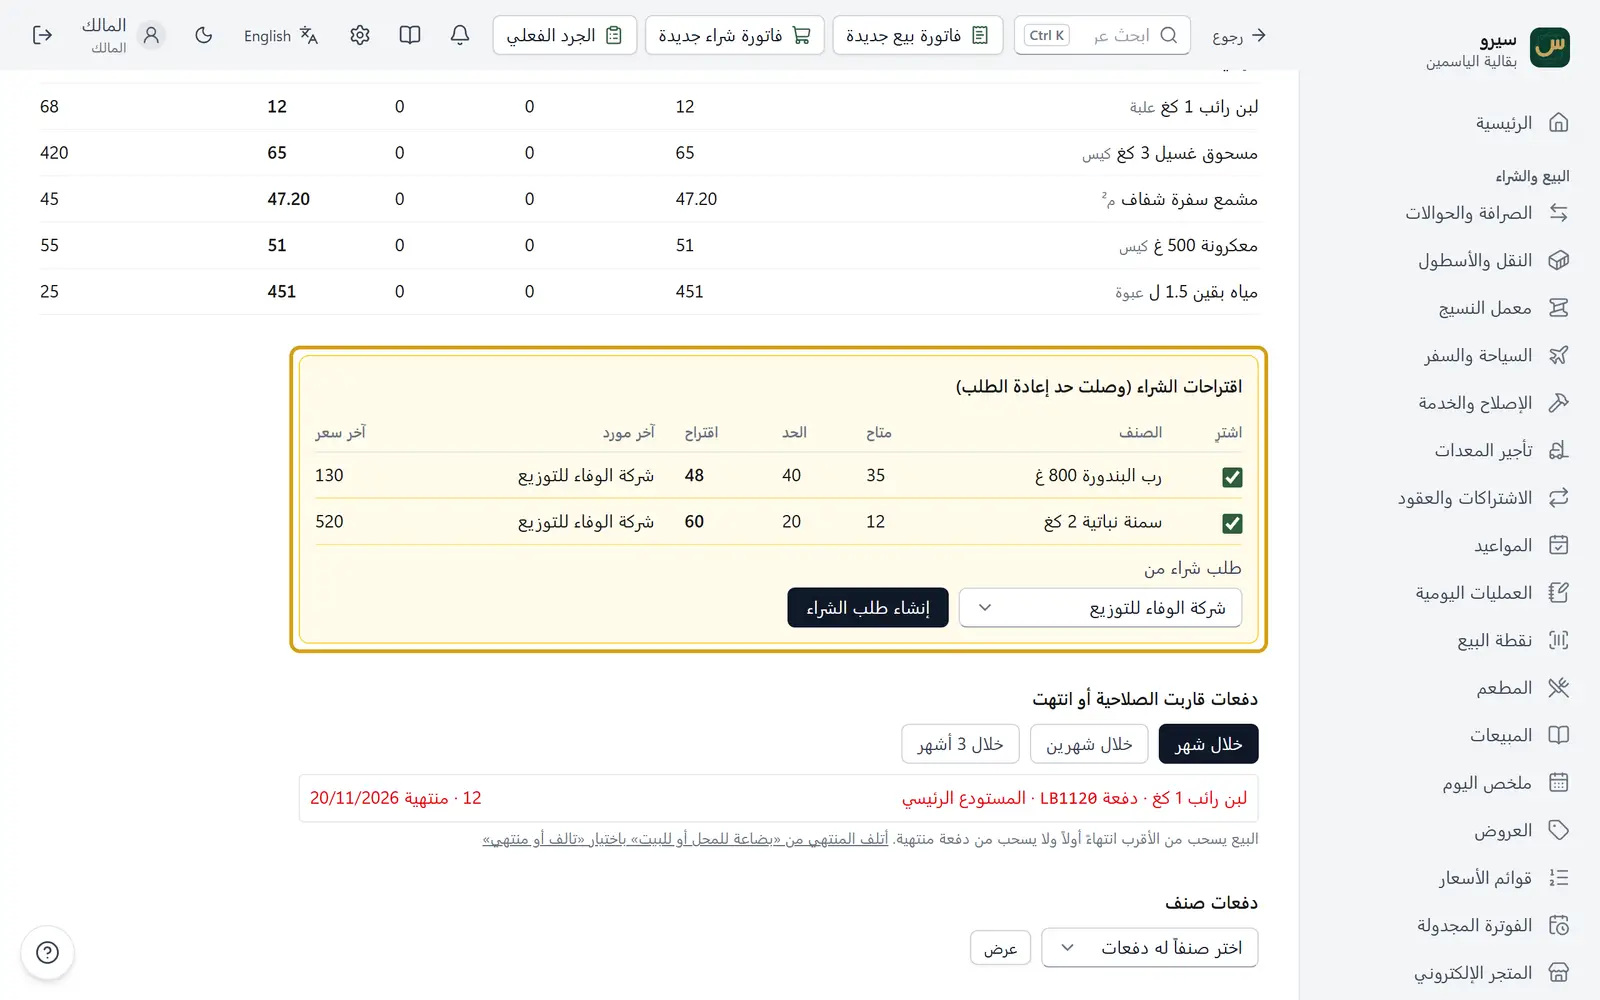 سيرو
بقالية الياسمين
رجوع
ابحث عر
Ctrl K
فاتورة بيع جديدة
فاتورة شراء جديدة
الجرد الفعلي
English
المالك
المالك
الرئيسية
البيع والشراء
الصرافة والحوالات
النقل والأسطول
معمل النسيج
السياحة والسفر
الإصلاح والخدمة
تأجير المعدات
الاشتراكات والعقود
المواعيد
العمليات اليومية
نقطة البيع
المطعم
المبيعات
ملخص اليوم
العروض
قوائم الأسعار
الفوترة المجدولة
المتجر الإلكتروني
لبن رائب 1 كغ علبة 12 0 0 12 68
مسحوق غسيل 3 كغ كيس 65 0 0 65 420
مشمع سفرة شفاف م² 47.20 0 0 47.20 45
معكرونة 500 غ كيس 51 0 0 51 55
مياه بقين 1.5 ل عبوة 451 0 0 451 25
اقتراحات الشراء (وصلت حد إعادة الطلب)
اشترِ الصنف متاح الحد اقتراح آخر مورد آخر سعر
رب البندورة 800 غ 35 40 48 شركة الوفاء للتوزيع 130
سمنة نباتية 2 كغ 12 20 60 شركة الوفاء للتوزيع 520
طلب شراء من
شركة الوفاء للتوزيع
إنشاء طلب الشراء
دفعات قاربت الصلاحية أو انتهت
خلال شهر
خلال شهرين
خلال 3 أشهر
لبن رائب 1 كغ · دفعة LB1120 · المستودع الرئيسي
12 · منتهية 20/11/2026
البيع يسحب من الأقرب انتهاءً أولاً ولا يسحب من دفعة منتهية. أتلف المنتهي من «بضاعة للمحل أو للبيت» باختيار «تالف أو منتهي»
دفعات صنف
اختر صنفاً له دفعات
عرض